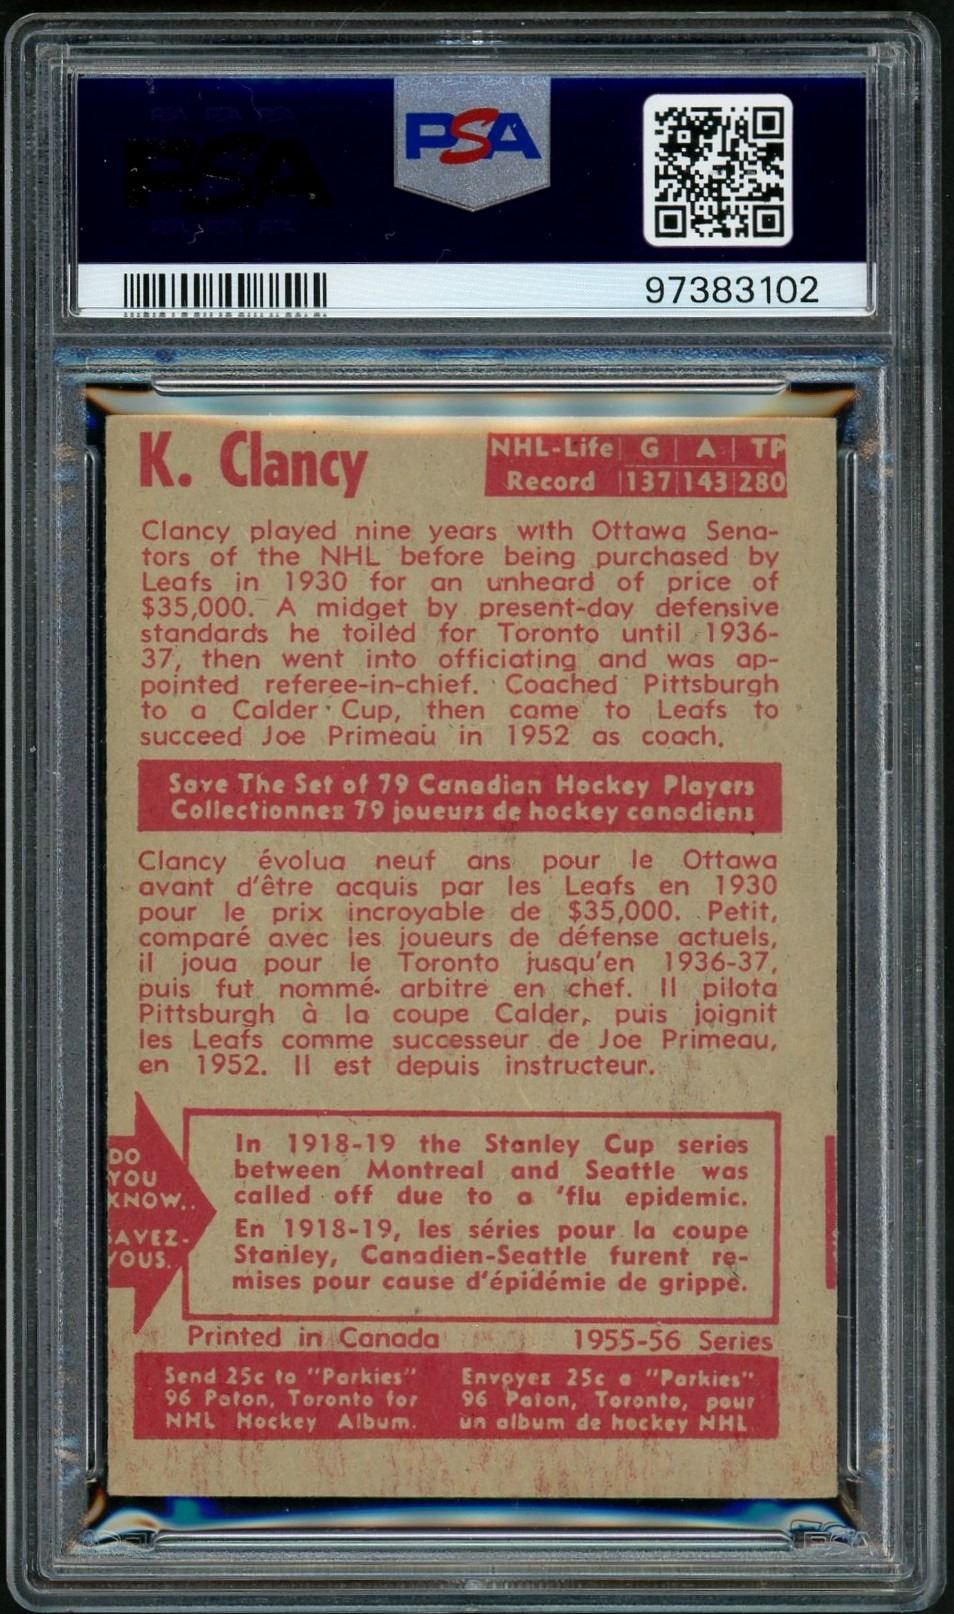 PSA
97383102
K. Clancy
NHL-Life G A TP
Record 137 143 280
Clancy played nine years with Ottawa Sena-
tors of the NHL before being purchased by
Leafs in 1930 for an unheard of price of
$35,000. A midget by present-day defensive
standards he toiled for Toronto until 1936-
37, then went into officiating and was ap-
pointed referee-in-chief. Coached Pittsburgh
to a Calder Cup, then came to Leafs to
succeed Joe Primeau in 1952 as coach.
Save The Set of 79 Canadian Hockey Players
Collectionnez 79 joueurs de hockey canadiens
Clancy évolua neuf ans pour le Ottawa
avant d'être acquis par les Leafs en 1930
pour le prix incroyable de $35,000. Petit,
comparé avec les joueurs de défense actuels,
il joua pour le Toronto jusqu'en 1936-37,
puis fut nommé arbitre en chef. Il pilota
Pittsburgh à la coupe Calder, puis joignit
les Leafs comme successeur de Joe Primeau,
en 1952. Il est depuis instructeur.
DO
YOU
KNOW..
SAVEZ-
VOUS.
In 1918-19 the Stanley Cup series
between Montreal and Seattle was
called off due to a 'flu epidemic.
En 1918-19, les séries pour la coupe
Stanley, Canadien-Seattle furent re-
mises pour cause d'épidémie de grippe.
Printed in Canada 1955-56 Series
Send 25c to "Parkies"
96 Paton, Toronto for
NHL Hockey Album.
Envoyez 25c a "Parkies"
96 Paton, Toronto, pour
un album de hockey NHL